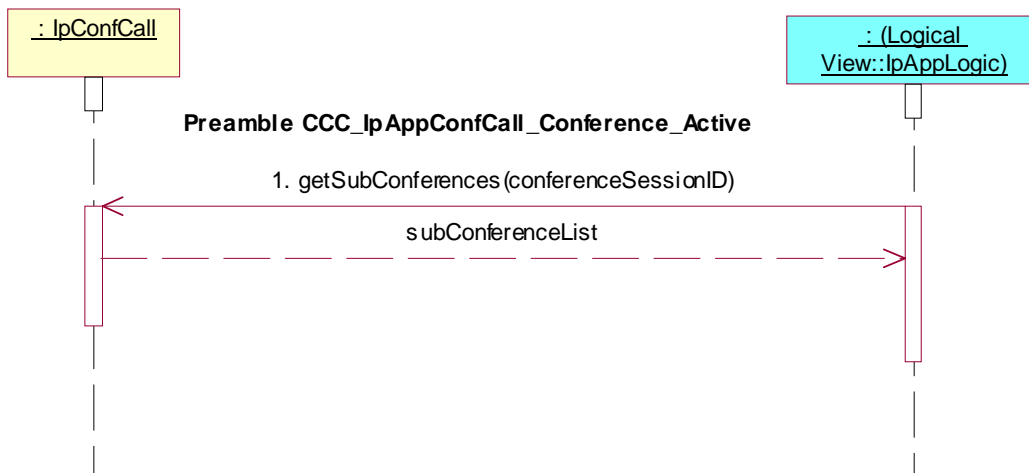 : IpConfCall
: (Logical
View::IpAppLogic)
Preamble CCC_IpAppConfCall_Conference_Active
1. getSubConferences(conferenceSessionID)
subConferenceList